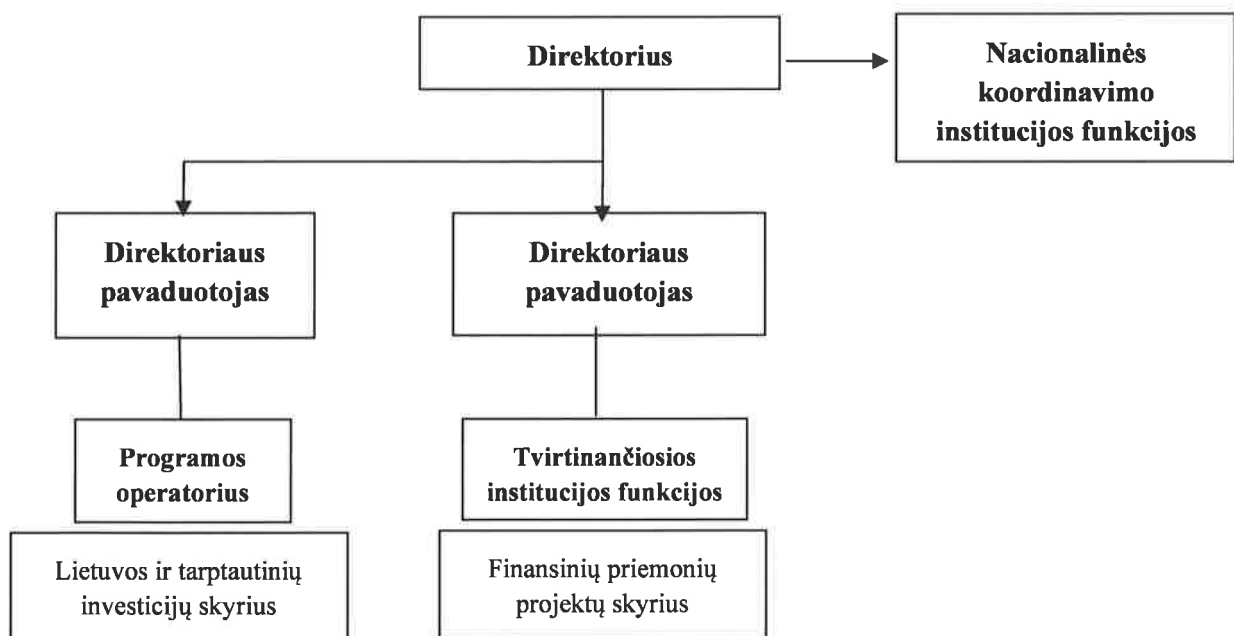 Direktorius
Nacionalinės
koordinavimo
institucijos funkcijos
Direktoriaus
pavaduotojas
Direktoriaus
pavaduotojas
Programos
operatorius
Tvirtinančiosios
institucijos funkcijos
Lietuvos ir tarptautinių
investicijų skyrius
Finansinių priemonių
projektų skyrius